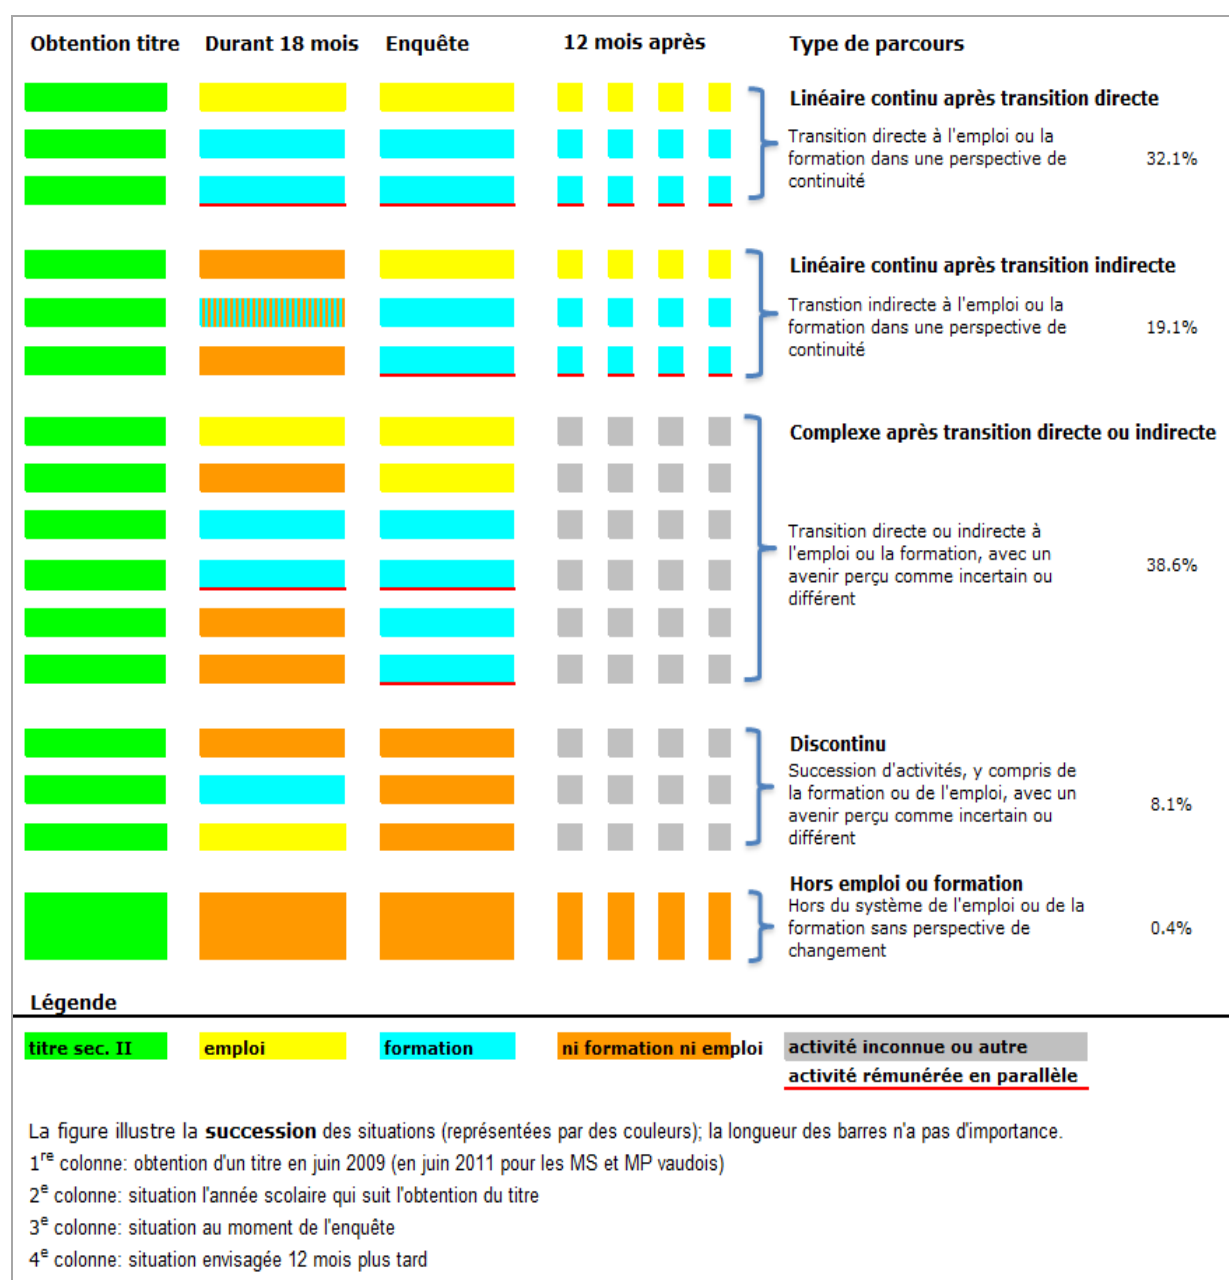 Obtention titre Durant 18 mois Enquête 12 mois après Type de parcours
Linéaire continu après transition directe
Transition directe à l'emploi ou la
formation dans une perspective de
continuité
32.1%
Linéaire continu après transition indirecte
Transtion indirecte à l'emploi ou la
formation dans une perspective de
continuité
19.1%
Complexe après transition directe ou indirecte
Transition directe ou indirecte à
l'emploi ou la formation, avec un
avenir perçu comme incertain ou
différent
38.6%
Discontinu
Succession d'activités, y compris de
la formation ou de l'emploi, avec un
avenir perçu comme incertain ou
différent
8.1%
Hors emploi ou formation
Hors du système de l'emploi ou de la
formation sans perspective de
changement
0.4%
Légende
titre sec. II emploi formation ni formation ni emploi activité inconnue ou autre
activité rémunérée en parallèle
La figure illustre la succession des situations (représentées par des couleurs); la longueur des barres n'a pas d'importance.
1re colonne: obtention d'un titre en juin 2009 (en juin 2011 pour les MS et MP vaudois)
2e colonne: situation l'année scolaire qui suit l'obtention du titre
3e colonne: situation au moment de l'enquête
4e colonne: situation envisagée 12 mois plus tard